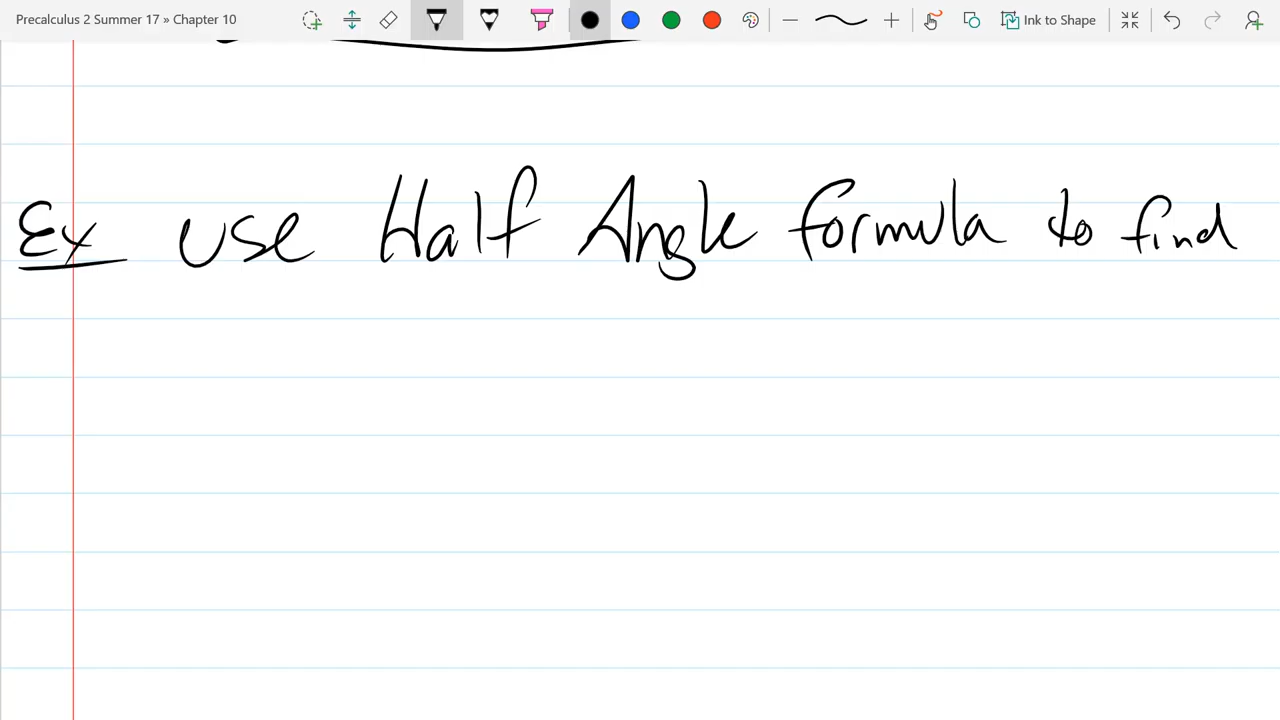 Precalculus 2 Summer 17 » Chapter 10
Ink to Shape
Ex use Half Angle formula to find